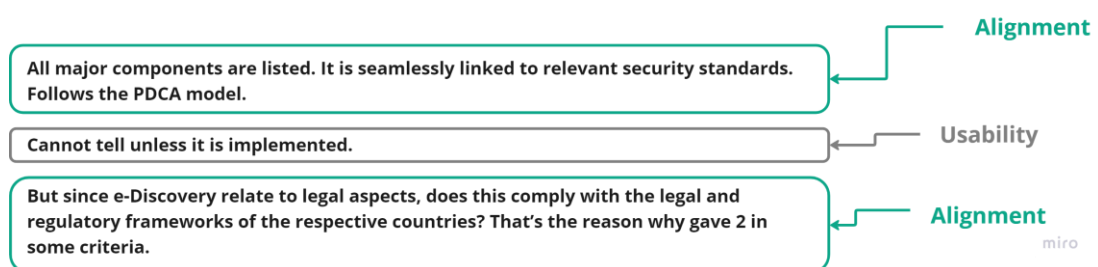 Alignment
All major components are listed. It is seamlessly linked to relevant security standards.
Follows the PDCA model.
Cannot tell unless it is implemented.
Usability
But since e-Discovery relate to legal aspects, does this comply with the legal and
regulatory frameworks of the respective countries? That's the reason why gave 2 in
some criteria.
Alignment
miro